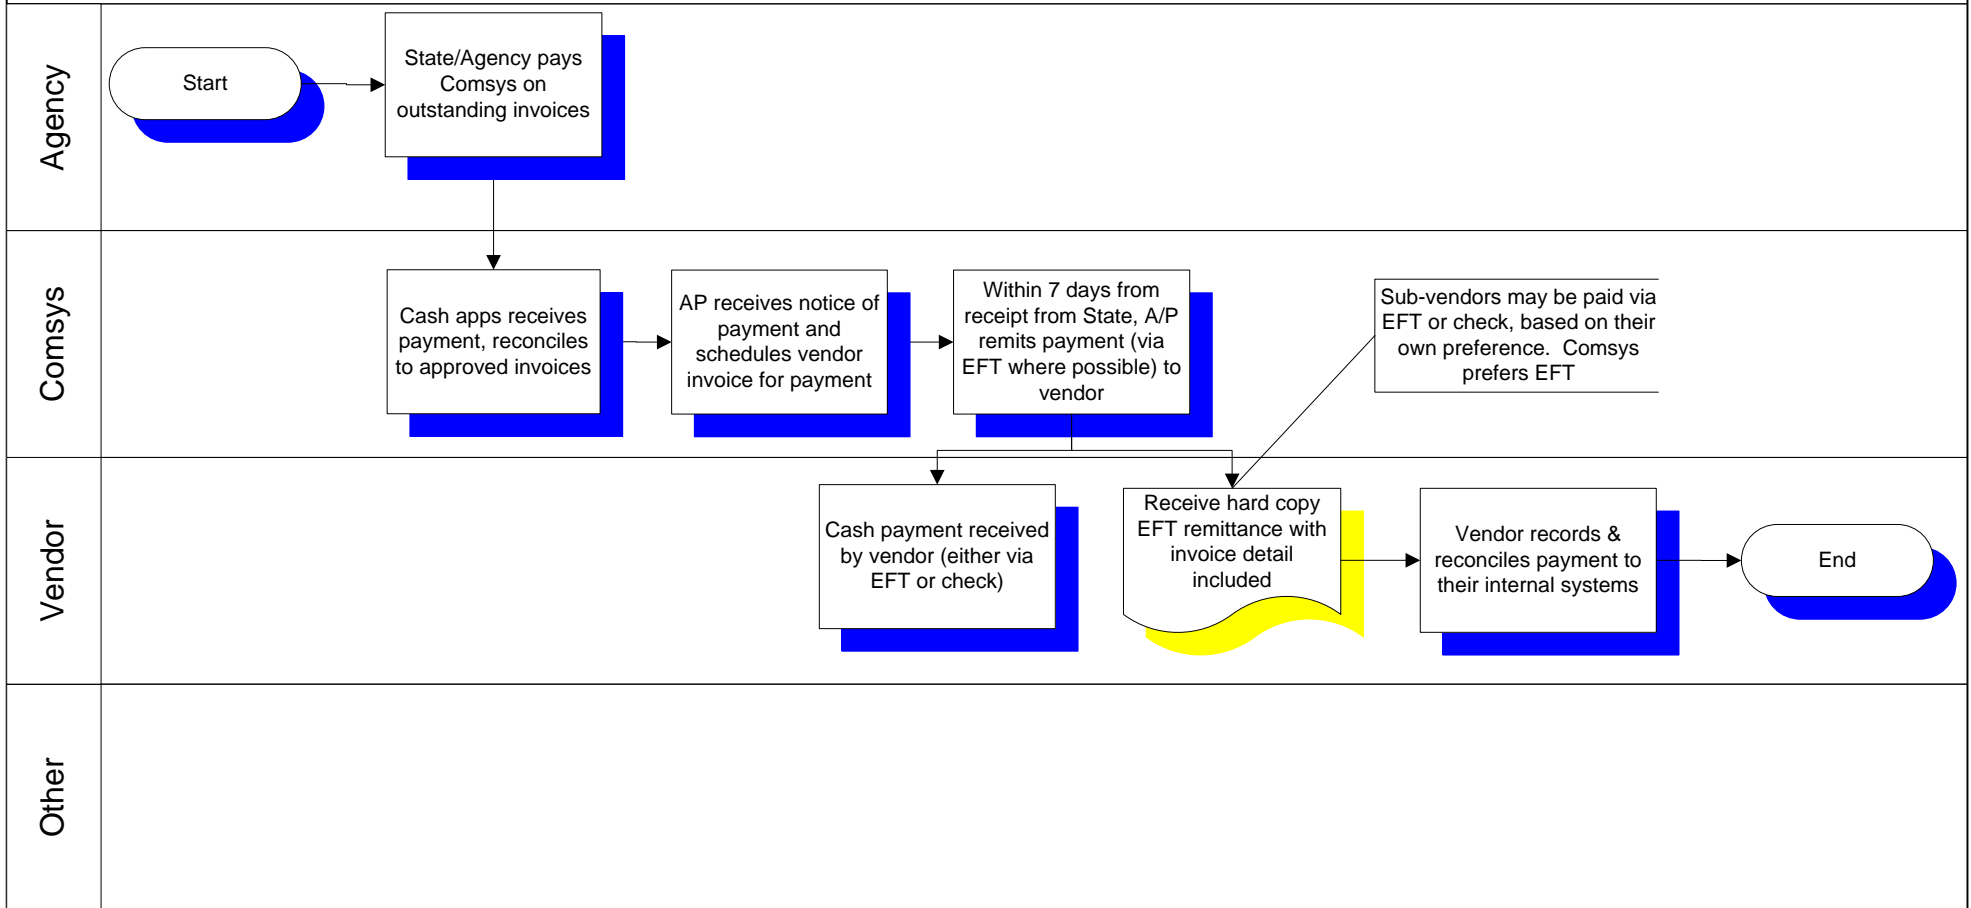 Agency
Start
State/Agency pays
Comsys on
outstanding invoices
Comsys
Cash apps receives
payment, reconciles
to approved invoices
AP receives notice of
payment and
schedules vendor
invoice for payment
Within 7 days from
receipt from State, A/P
remits payment (via
EFT where possible) to
vendor
Sub-vendors may be paid via
EFT or check, based on their
own preference.  Comsys
prefers EFT
Vendor
Cash payment received
by vendor (either via
EFT or check)
Receive hard copy
EFT remittance with
invoice detail
included
Vendor records &
reconciles payment to
their internal systems
End
Other